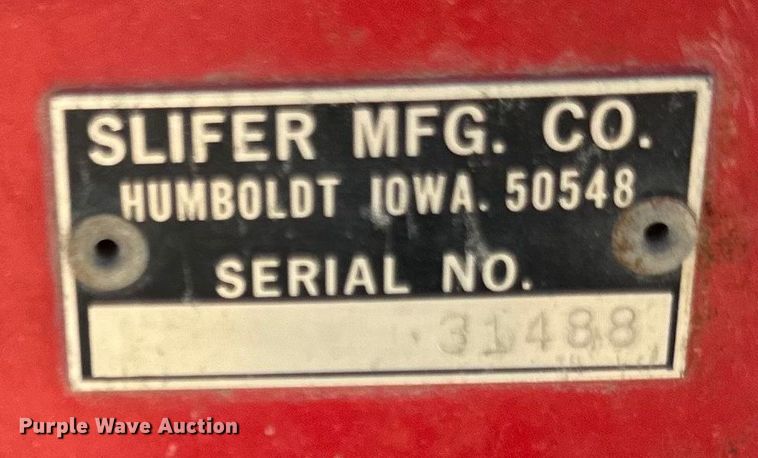 SLIFER MFG. CO.
HUMBOLDT IOWA. 50548
SERIAL NO.
31488
Purple Wave Auction